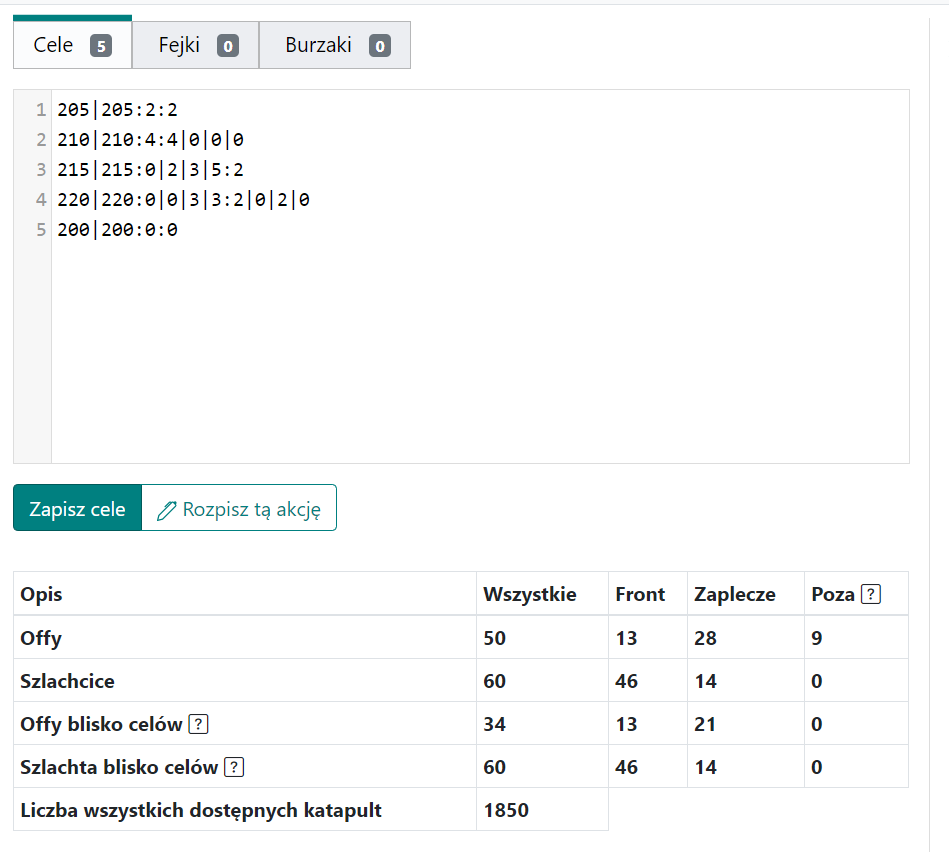 Cele 5 Fejki 0 Burzaki 0
1 205|205:2:2
2 210|210:4:4|0|0|0
3 215|215:0|2|3|5:2
4 220|220:0|0|3|3:2|0|2|0
5 200|200:0:0
Zapisz cele Rozpisz tą akcję
Opis Wszystkie Front Zaplecze Poza ?
Offy 50 13 28 9
Szlachcice 60 46 14 0
Offy blisko celów ? 34 13 21 0
Szlachta blisko celów ? 60 46 14 0
Liczba wszystkich dostępnych katapult 1850